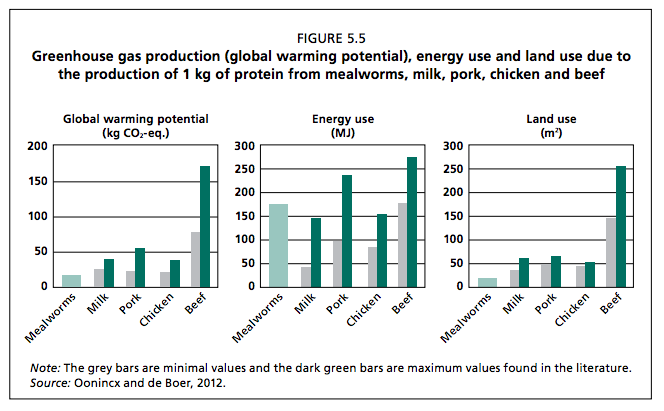 FIGURE 5.5
Greenhouse gas production (global warming potential), energy use and land use due to
the production of 1 kg of protein from mealworms, milk, pork, chicken and beef
Global warming potential
(kg CO₂-eq.)
200
150
100
50
0
Mealworms
Milk
Pork
Chicken
Beef
Energy use
(MJ)
300
250
200
150
100
50
0
Mealworms
Milk
Pork
Chicken
Beef
Land use
(m²)
300
250
200
150
100
50
0
Mealworms
Milk
Pork
Chicken
Beef
Note: The grey bars are minimal values and the dark green bars are maximum values found in the literature.
Source: Oonincx and de Boer, 2012.